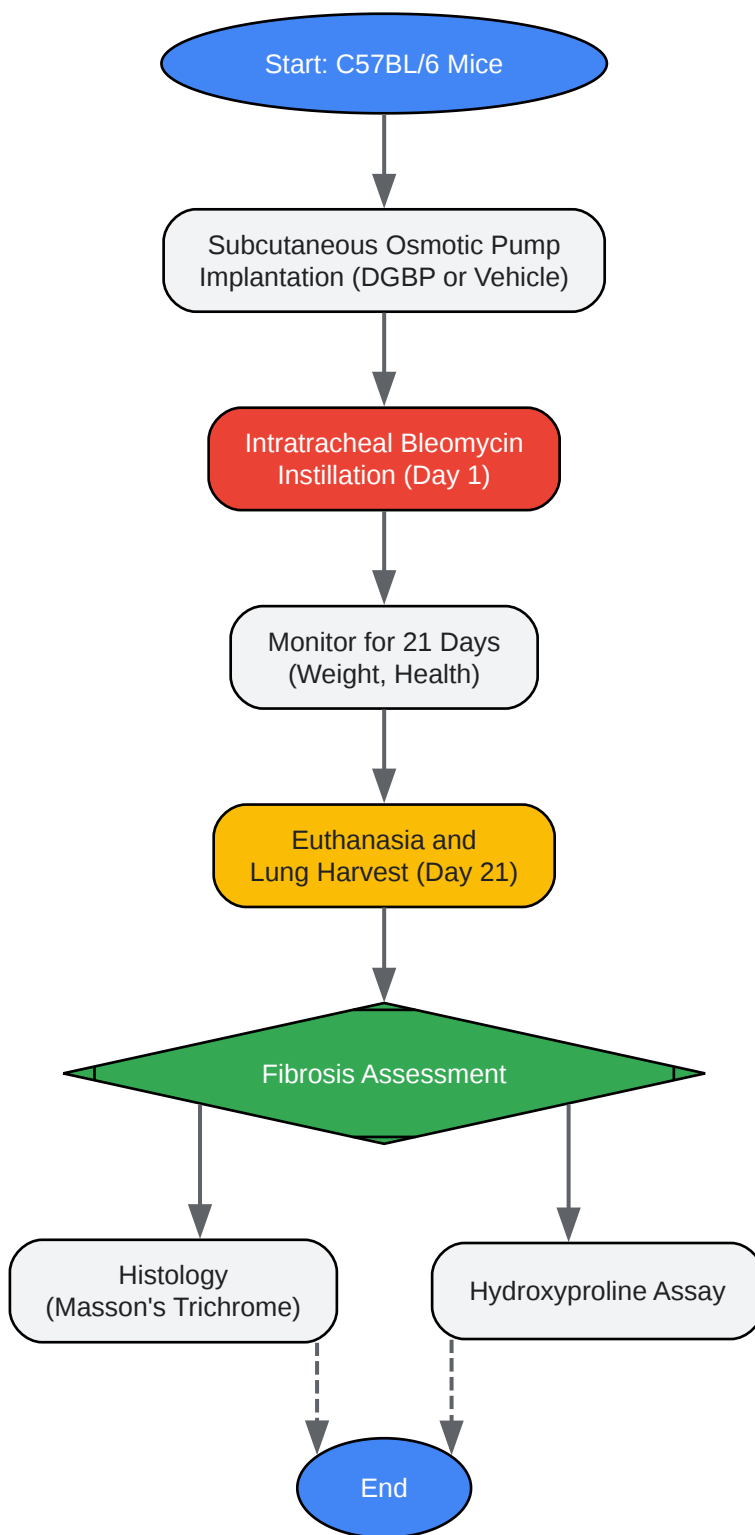 Start: C57BL/6 Mice
Subcutaneous Osmotic Pump
Implantation (DGBP or Vehicle)
Intratracheal Bleomycin
Instillation (Day 1)
Monitor for 21 Days
(Weight, Health)
Euthanasia and
Lung Harvest (Day 21)
Fibrosis Assessment
Histology
(Masson's Trichrome)
Hydroxyproline Assay
End